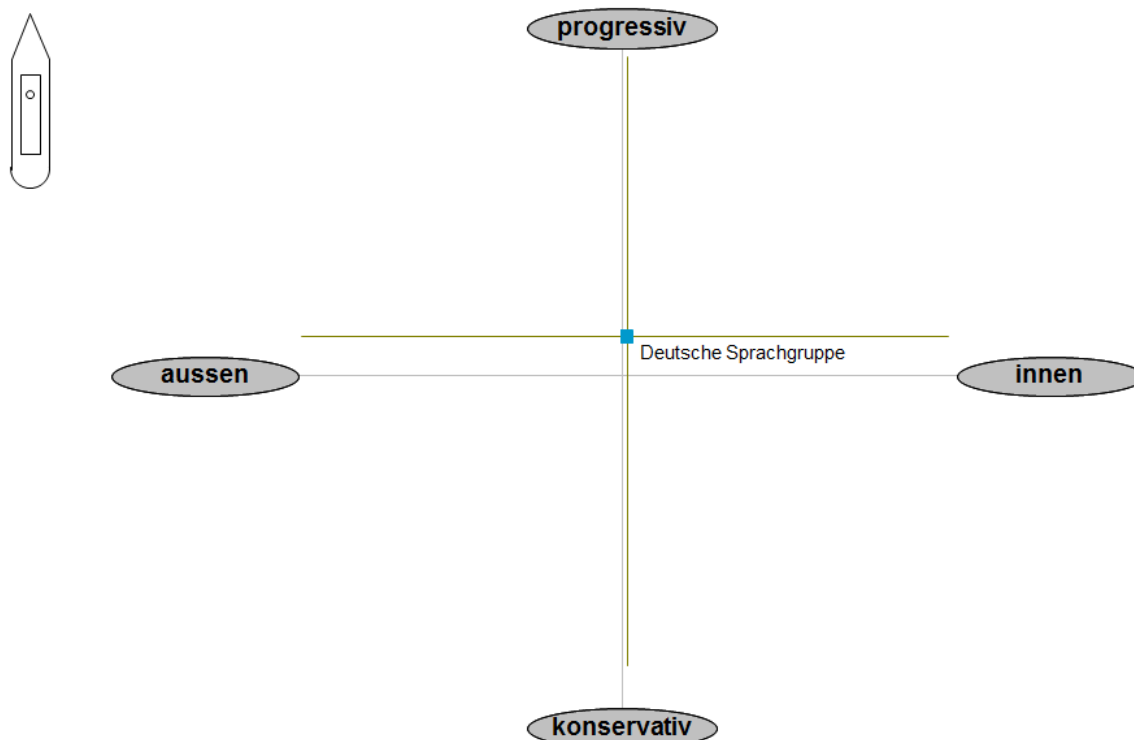 progressiv
Deutsche Sprachgruppe
aussen
innen
konservativ